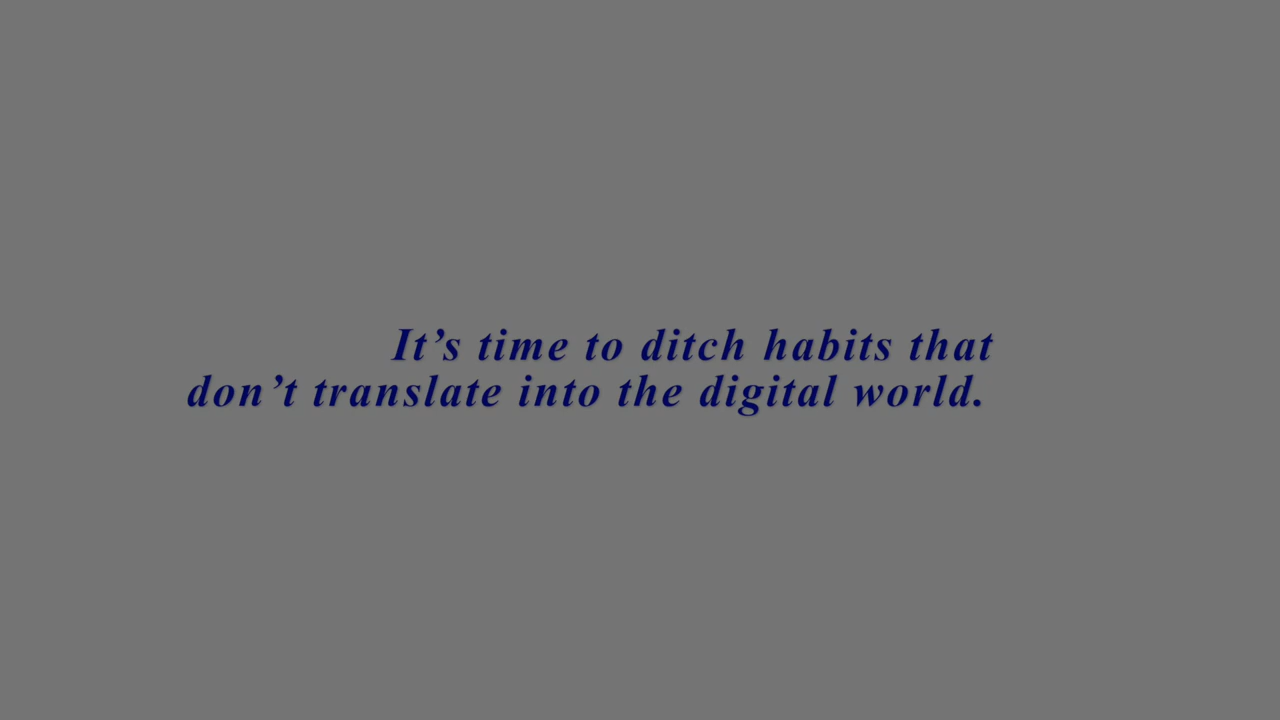 It’s time to ditch habits that
don’t translate into the digital world.